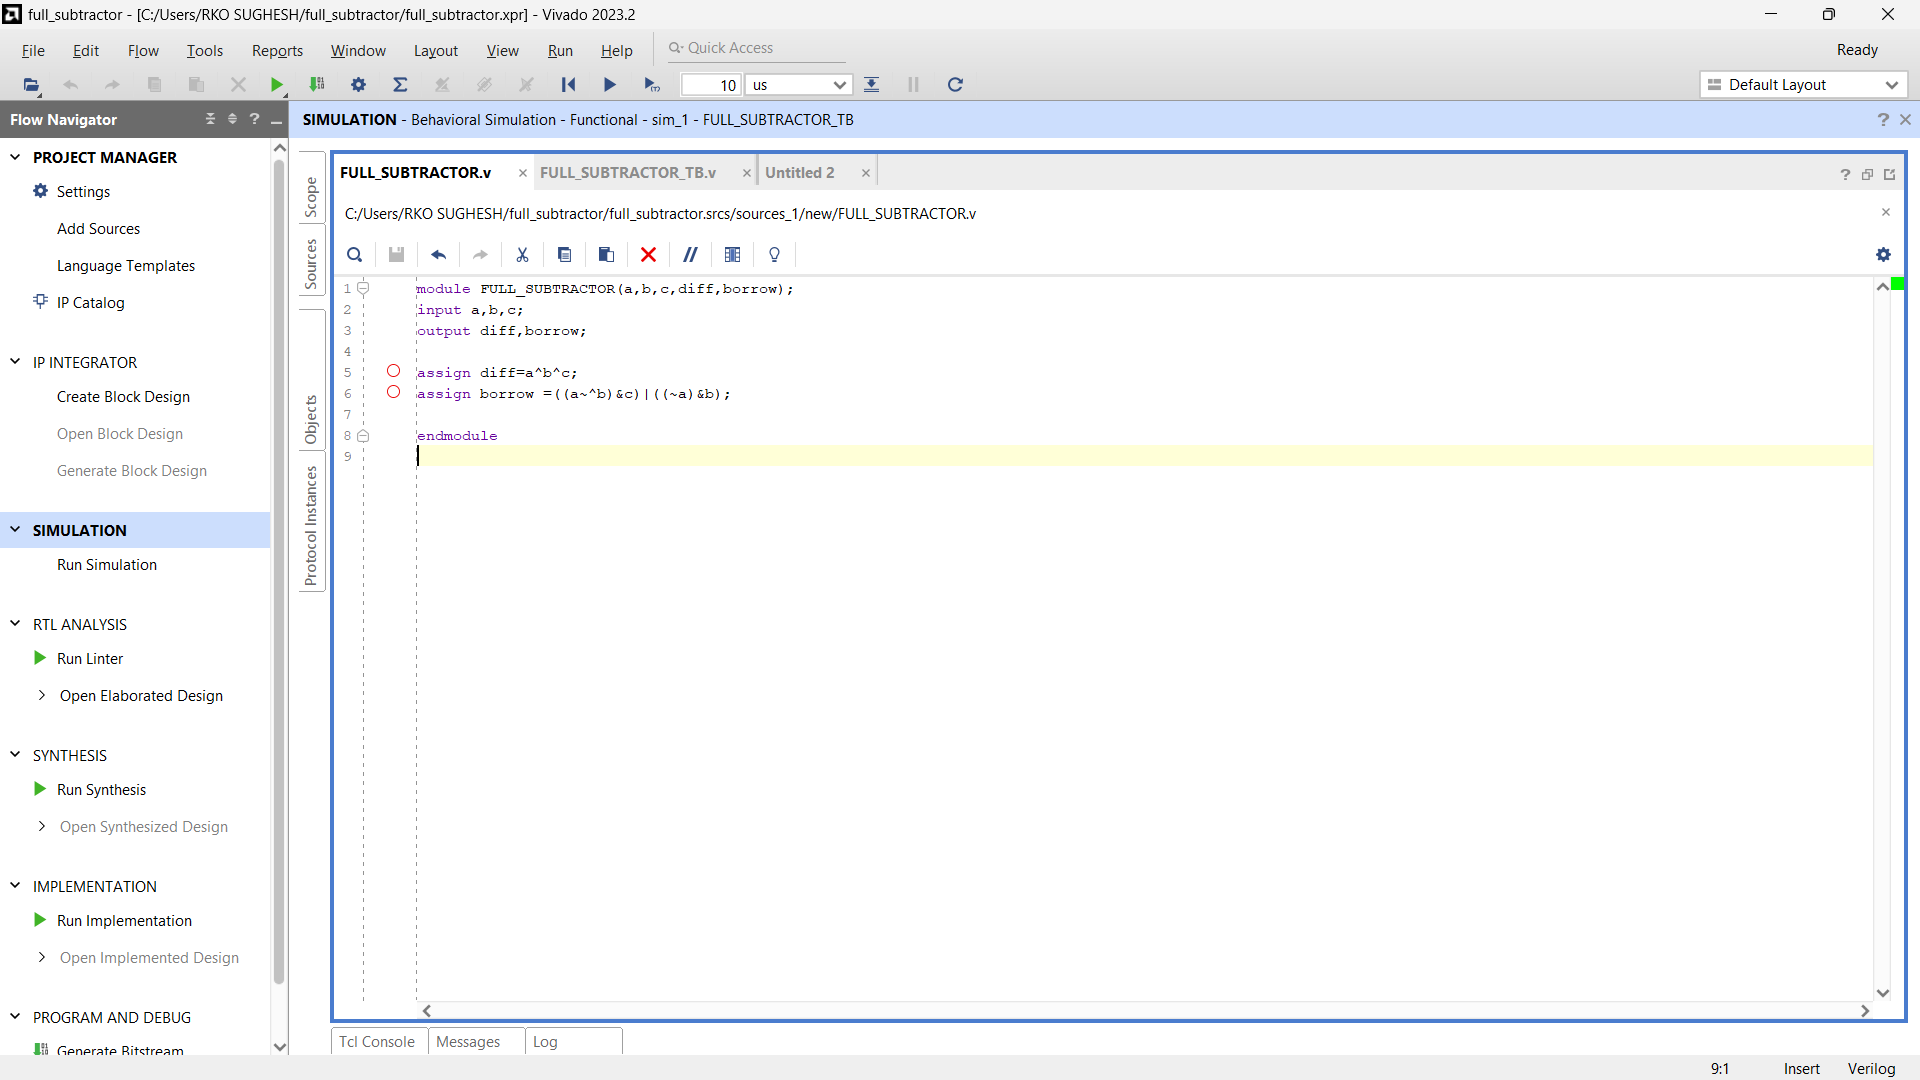 full_subtractor - [C:/Users/RKO SUGHESH/full_subtractor/full_subtractor.xpr] - Vivado 2023.2
File Edit Flow Tools Reports Window Layout View Run Help Quick Access Ready
10 us Default Layout
Flow Navigator
SIMULATION - Behavioral Simulation - Functional - sim_1 - FULL_SUBTRACTOR_TB
PROJECT MANAGER
Settings
Add Sources
Language Templates
IP Catalog
IP INTEGRATOR
Create Block Design
Open Block Design
Generate Block Design
SIMULATION
Run Simulation
RTL ANALYSIS
Run Linter
Open Elaborated Design
SYNTHESIS
Run Synthesis
Open Synthesized Design
IMPLEMENTATION
Run Implementation
Open Implemented Design
PROGRAM AND DEBUG
Generate Bitstream
Scope
Sources
Objects
Protocol Instances
FULL_SUBTRACTOR.v FULL_SUBTRACTOR_TB.v Untitled 2
C:/Users/RKO SUGHESH/full_subtractor/full_subtractor.srcs/sources_1/new/FULL_SUBTRACTOR.v
1 module FULL_SUBTRACTOR(a,b,c,diff,borrow);
2 input a,b,c;
3 output diff,borrow;
4
5 assign diff=a^b^c;
6 assign borrow =((a~^b)&c)|((~a)&b);
7
8 endmodule
9
Tcl Console Messages Log
9:1 Insert Verilog